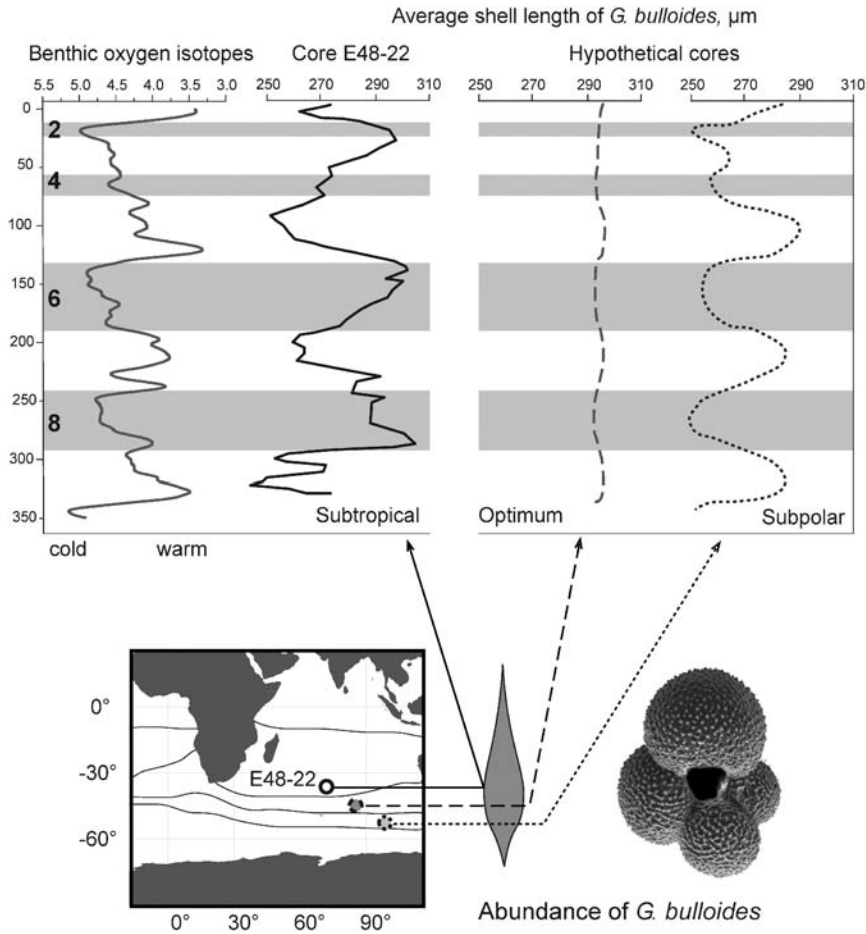 Average shell length of G. bulloides, µm
Benthic oxygen isotopes Core E48-22 Hypothetical cores
5.5 5.0 4.5 4.0 3.5 3.0 250 270 290 310 250 270 290 310 250 270 290 310
0
2
50
4
100
150
6
200
250
8
300
350
Subtropical Optimum Subpolar
cold warm
0°
-30°
E48-22
-60°
0° 30° 60° 90°
Abundance of G. bulloides